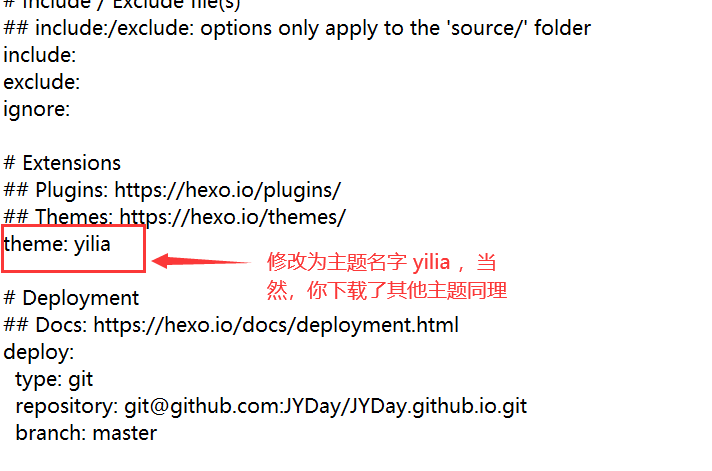 # Include / Exclude file(s)
## include:/exclude: options only apply to the 'source/' folder
include:
exclude:
ignore:
# Extensions
## Plugins: https://hexo.io/plugins/
## Themes: https://hexo.io/themes/
theme: yilia
修改为主题名字 yilia ，当
然，你下载了其他主题同理
# Deployment
## Docs: https://hexo.io/docs/deployment.html
deploy:
  type: git
  repository: git@github.com:JYDay/JYDay.github.io.git
  branch: master